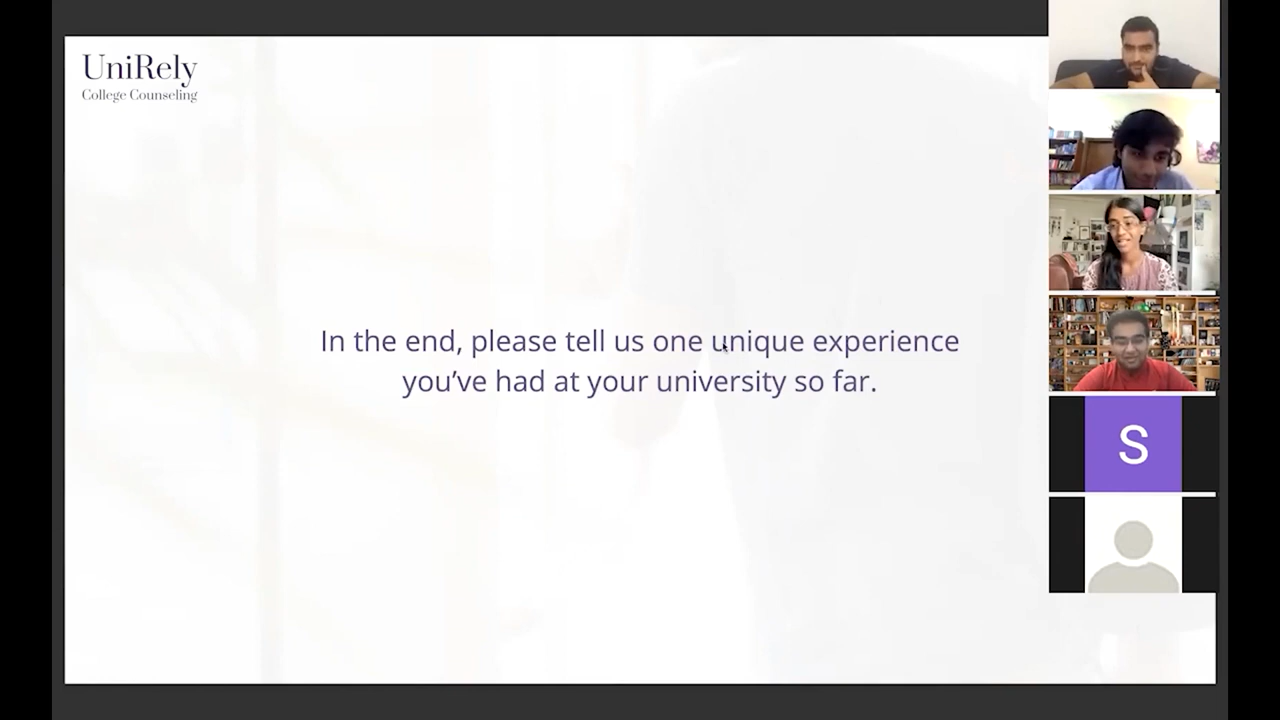 UniRely
College Counseling
In the end, please tell us one unique experience
you’ve had at your university so far.
S